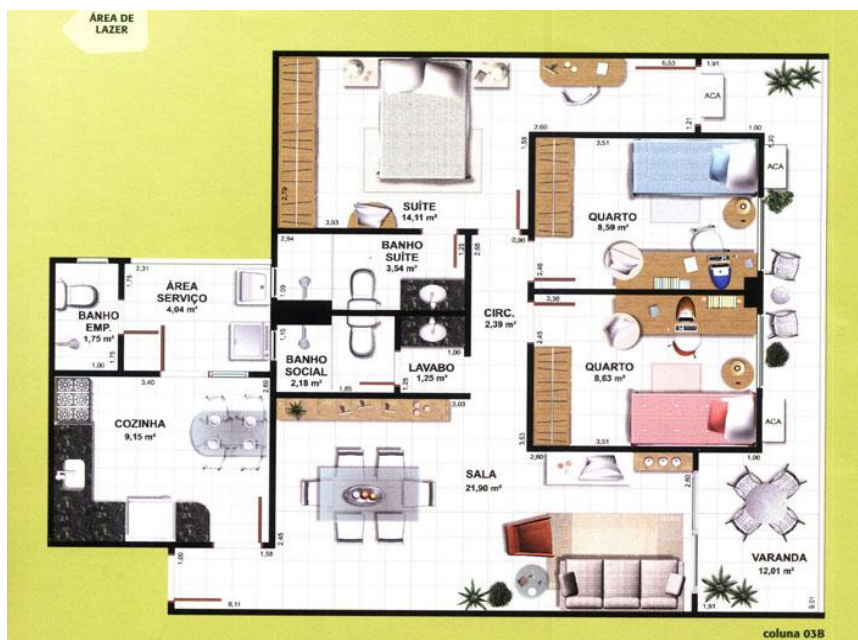 ÁREA DE
LAZER
6,53
1,91
ACA
1,21
2,60
1,00
1,58
3,51
ACA
2,79
SUÍTE
14,11 m²
QUARTO
8,59 m²
3,93
2,94
BANHO
SUÍTE
3,54 m²
1,25
2,68
0,96
2,46
2,31
1,75
ÁREA
SERVIÇO
4,04 m²
1,09
BANHO
EMP.
1,75 m²
CIRC.
2,39 m²
3,30
2,45
1,10
1,00
1,75
BANHO
SOCIAL
2,18 m²
LAVABO
1,25 m²
1,00
1,25
QUARTO
8,63 m²
3,40
2,69
1,85
3,03
COZINHA
9,15 m²
ACA
3,53
3,51
1,00
2,80
2,60
SALA
21,90 m²
2,45
1,58
1,00
VARANDA
12,01 m²
8,11
1,91
9,01
coluna 03B